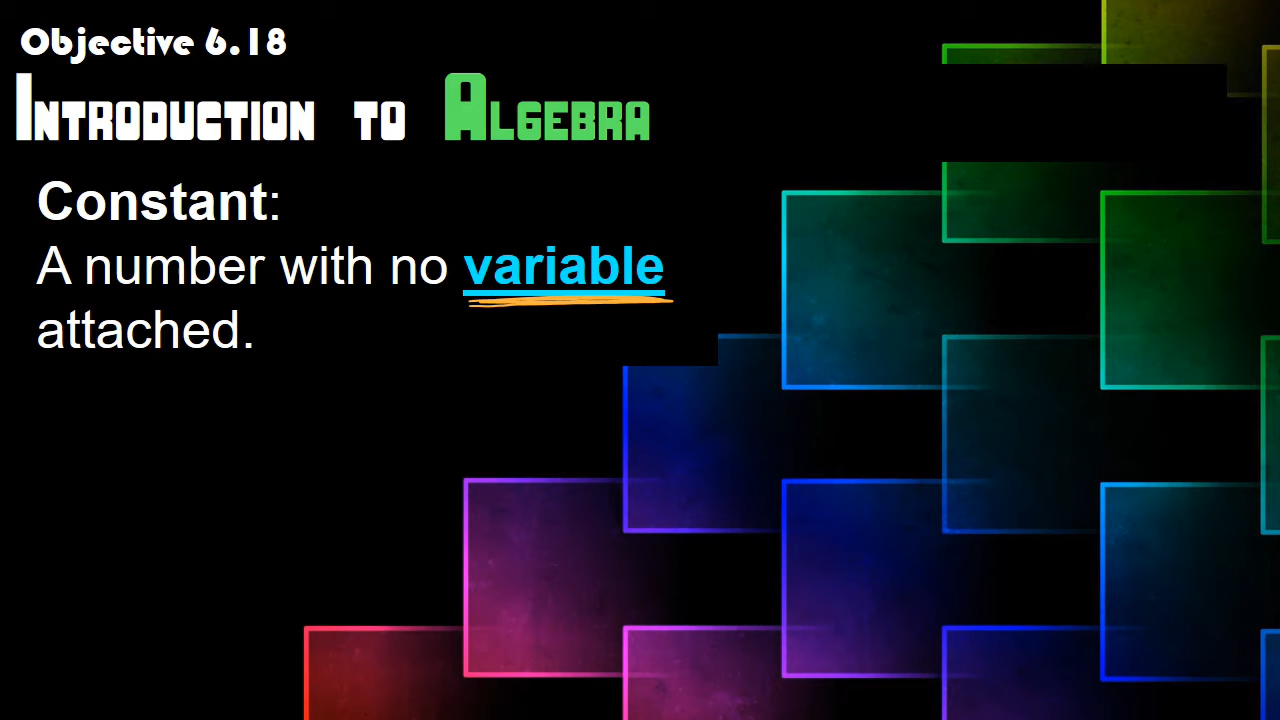 Objective 6.18
Introduction to Algebra
Constant:
A number with no variable
attached.